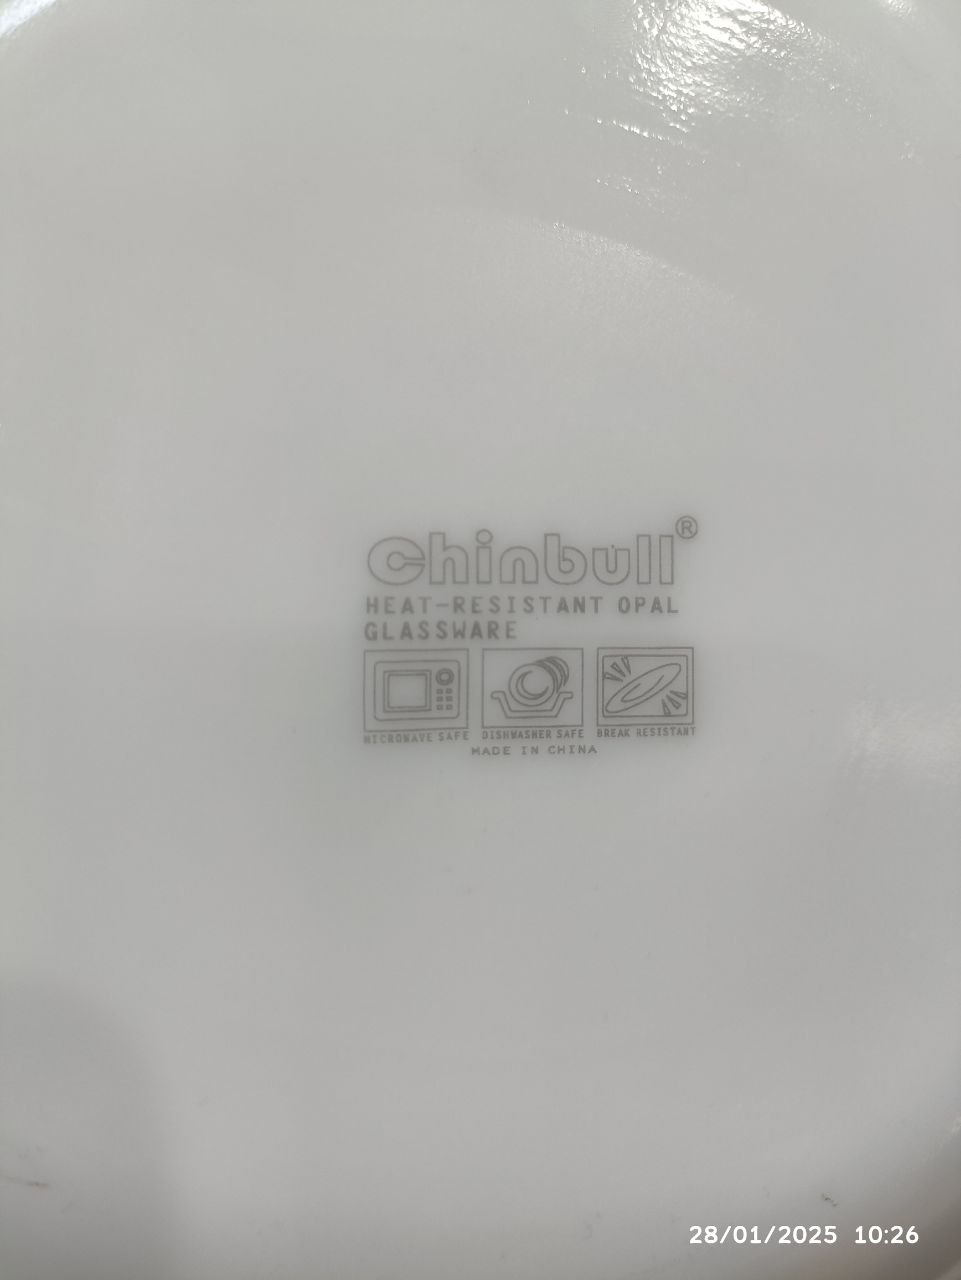 Chinbull®
HEAT-RESISTANT OPAL
GLASSWARE
MICROWAVE SAFE DISHWASHER SAFE BREAK RESISTANT
MADE IN CHINA
28/01/2025 10:26